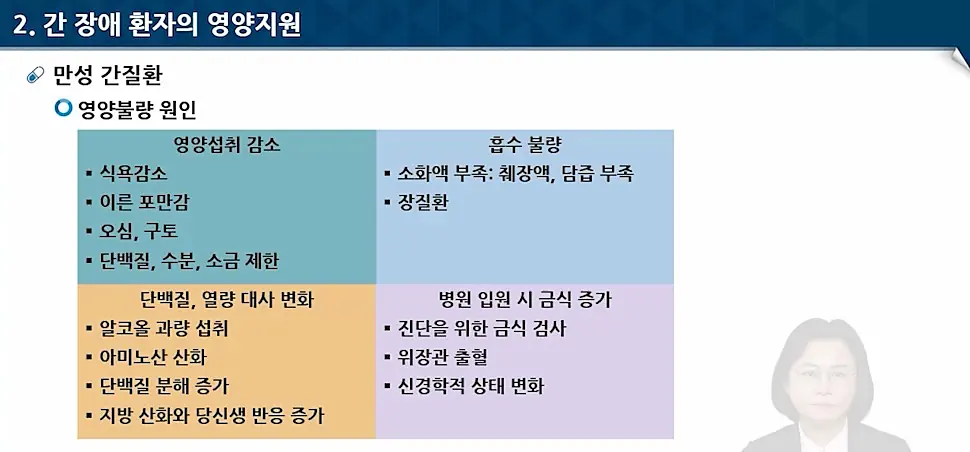 2. 간 장애 환자의 영양지원
만성 간질환
영양불량 원인
영양섭취 감소
▪ 식욕감소
▪ 이른 포만감
▪ 오심, 구토
▪ 단백질, 수분, 소금 제한
흡수 불량
▪ 소화액 부족: 췌장액, 담즙 부족
▪ 장질환
단백질, 열량 대사 변화
▪ 알코올 과량 섭취
▪ 아미노산 산화
▪ 단백질 분해 증가
▪ 지방 산화와 당신생 반응 증가
병원 입원 시 금식 증가
▪ 진단을 위한 금식 검사
▪ 위장관 출혈
▪ 신경학적 상태 변화